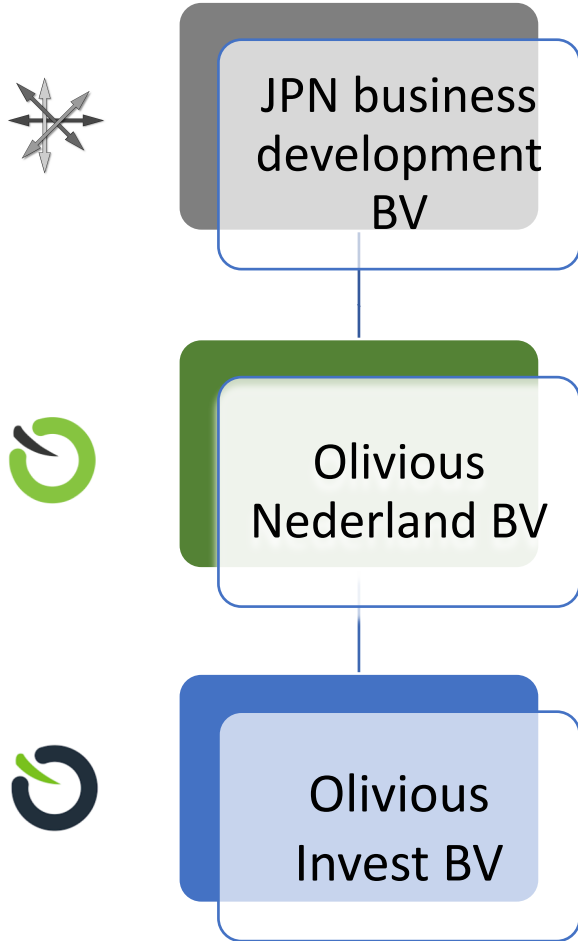 JPN business
development
BV
Olivious
Nederland BV
Olivious
Invest BV